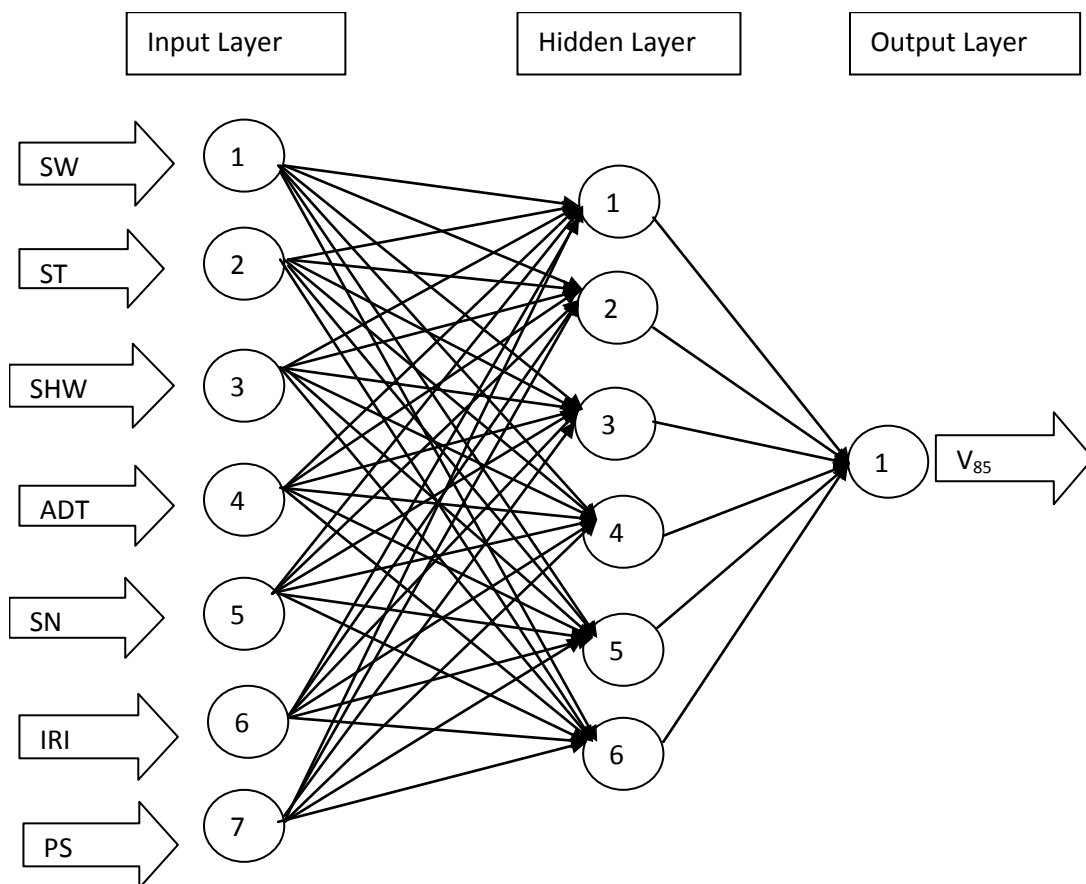 Input Layer
Hidden Layer
Output Layer
SW
1
ST
2
SHW
3
ADT
4
SN
5
IRI
6
PS
7
1
2
3
4
5
6
1
V₈₅